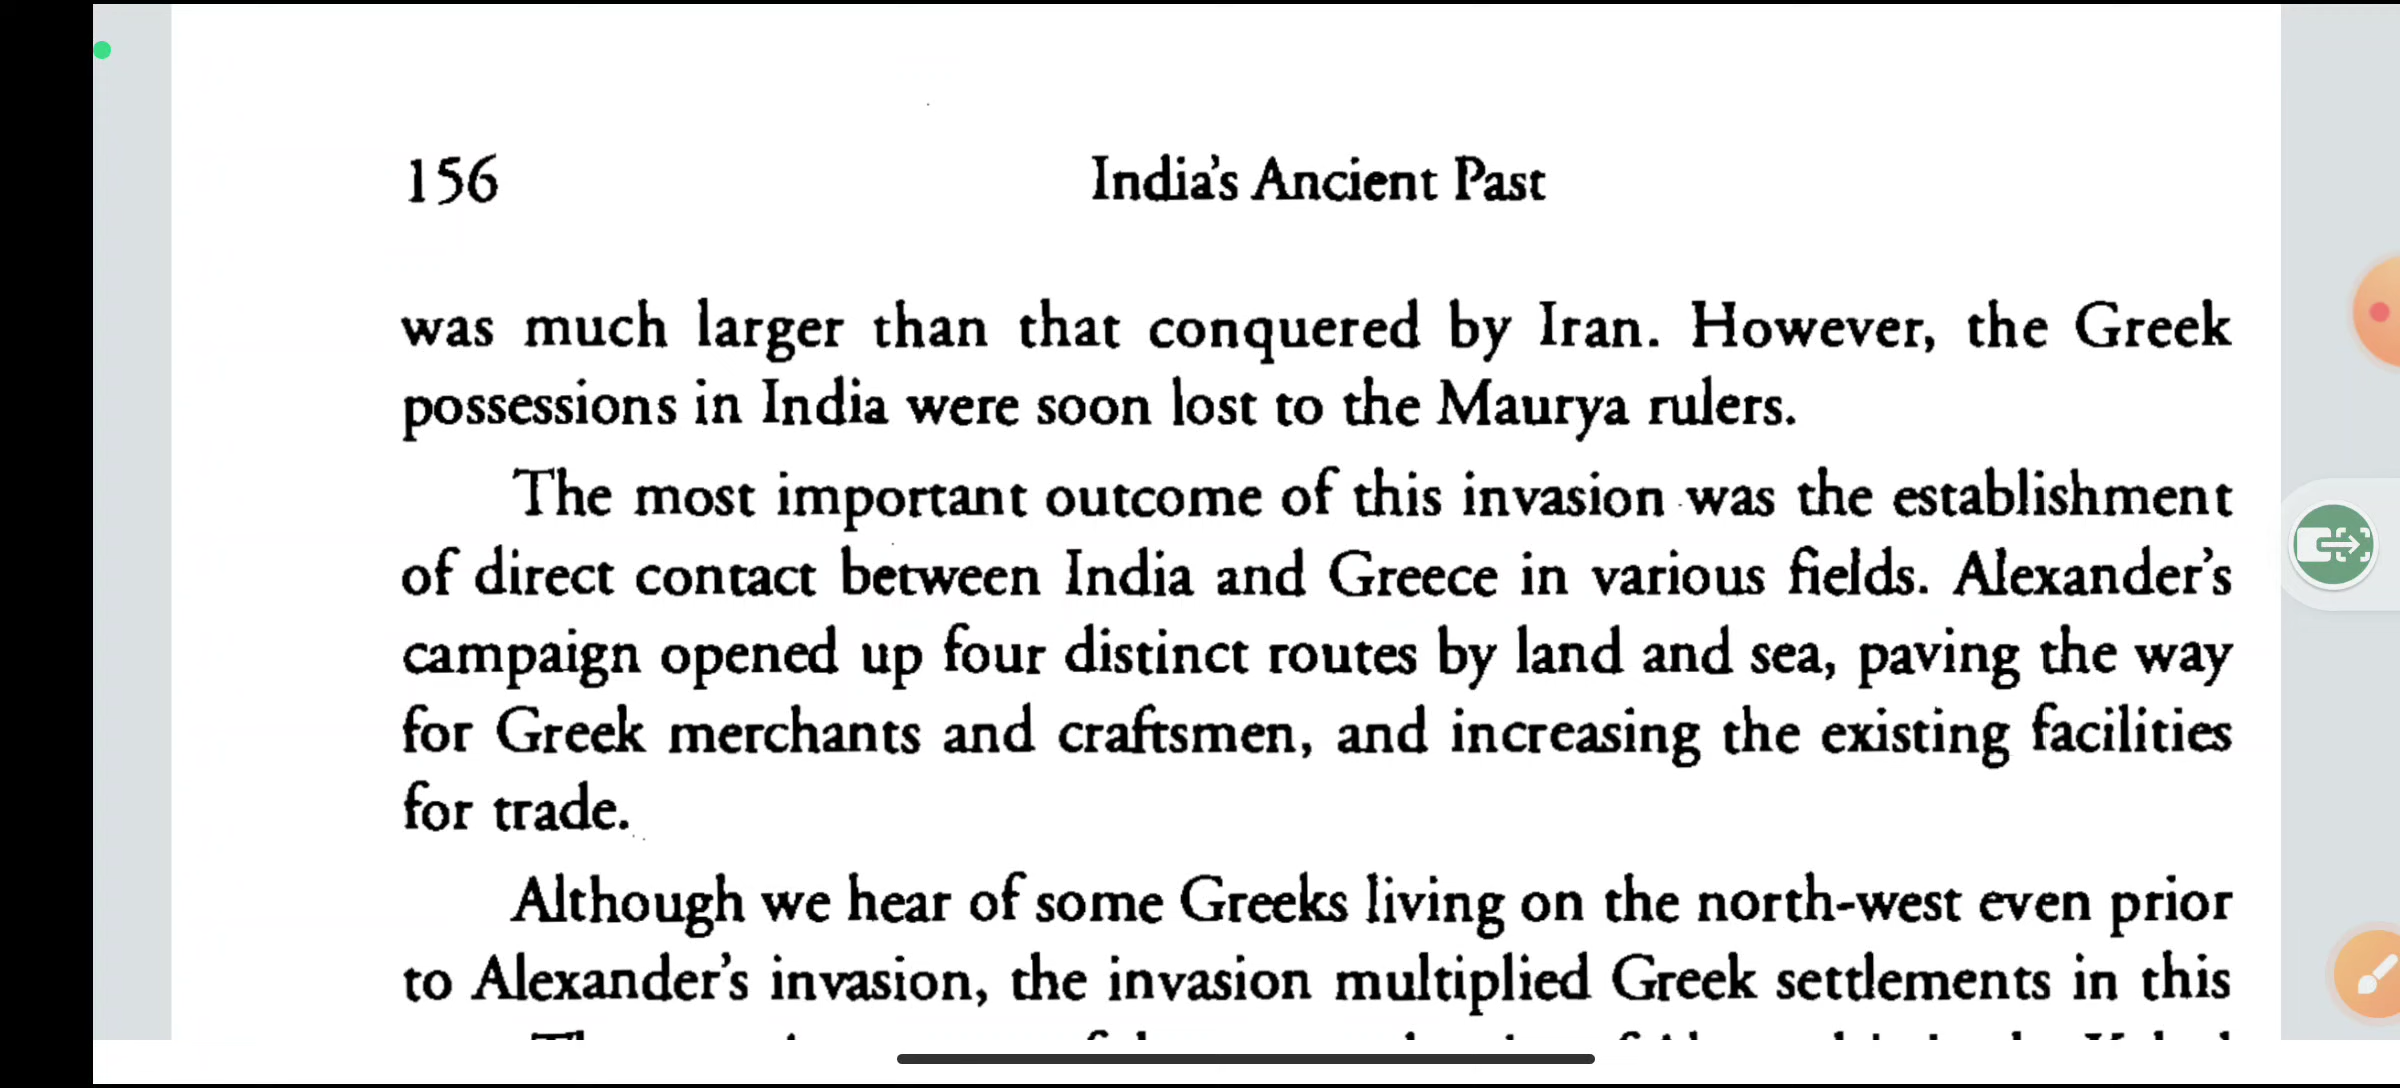 156
India's Ancient Past
was much larger than that conquered by Iran. However, the Greek
possessions in India were soon lost to the Maurya rulers.
The most important outcome of this invasion was the establishment
of direct contact between India and Greece in various fields. Alexander's
campaign opened up four distinct routes by land and sea, paving the way
for Greek merchants and craftsmen, and increasing the existing facilities
for trade.
Although we hear of some Greeks living on the north-west even prior
to Alexander's invasion, the invasion multiplied Greek settlements in this